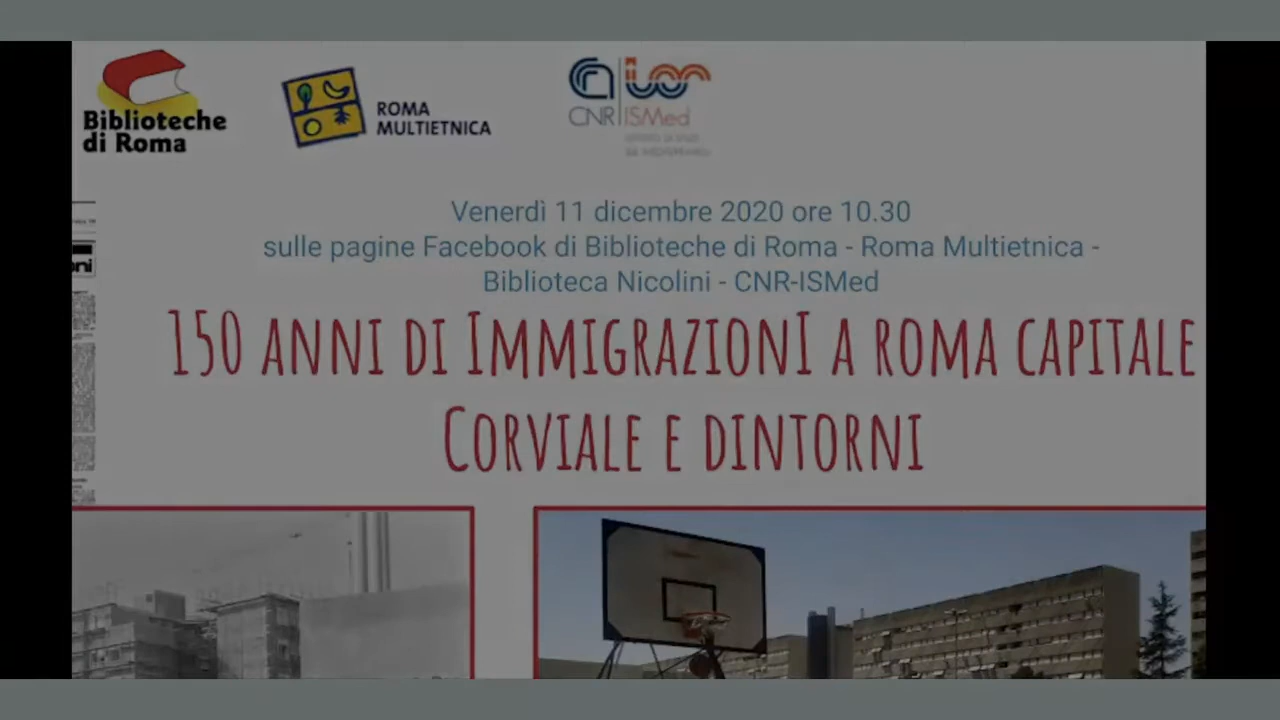 Biblioteche
di Roma
ROMA
MULTIETNICA
CNR ISMed
Venerdì 11 dicembre 2020 ore 10.30
sulle pagine Facebook di Biblioteche di Roma - Roma Multietnica -
Biblioteca Nicolini - CNR-ISMed
150 ANNI DI IMMIGRAZIONI A ROMA CAPITALE
CORVIALE E DINTORNI